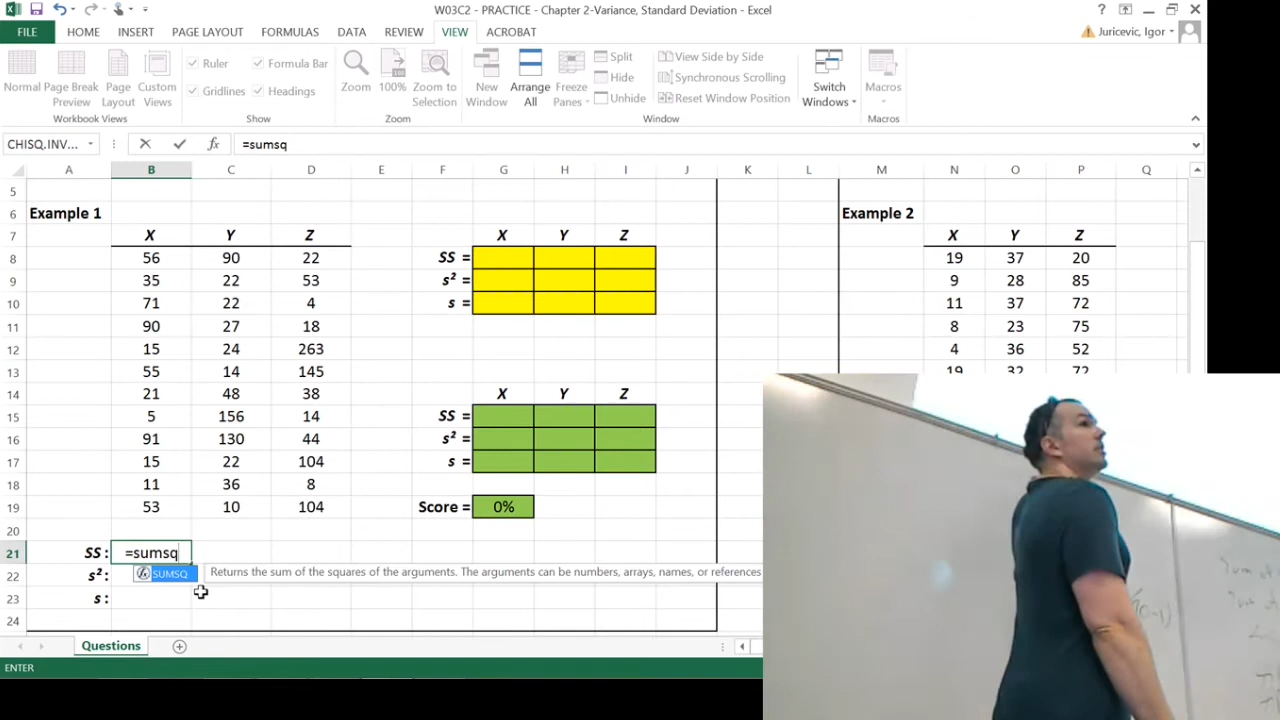 W03C2 - PRACTICE - Chapter 2-Variance, Standard Deviation - Excel
FILE HOME INSERT PAGE LAYOUT FORMULAS DATA REVIEW VIEW ACROBAT Juricevic, Igor
Normal Page Break Preview Page Layout Custom Views
Ruler Formula Bar
Gridlines Headings
Zoom 100% Zoom to Selection
New Window Arrange All Freeze Panes
Split
Hide
Unhide
View Side by Side
Synchronous Scrolling
Reset Window Position
Switch Windows
Macros
Workbook Views Show Zoom Window Macros
CHISQ.INV... fx =sumsq
A B C D E F G H I J K L M N O P Q
5
6 Example 1 Example 2
7 X Y Z X Y Z X Y Z
8 56 90 22 SS = 19 37 20
9 35 22 53 s² = 9 28 85
10 71 22 4 s = 11 37 72
11 90 27 18 8 23 75
12 15 24 263 4 36 52
13 55 14 145 19 32 72
14 21 48 38 X Y Z
15 5 156 14 SS =
16 91 130 44 s² =
17 15 22 104 s =
18 11 36 8
19 53 10 104 Score = 0%
20
21 SS: =sumsq
22 s²: SUMSQ Returns the sum of the squares of the arguments. The arguments can be numbers, arrays, names, or references
23 s:
24
Questions
ENTER